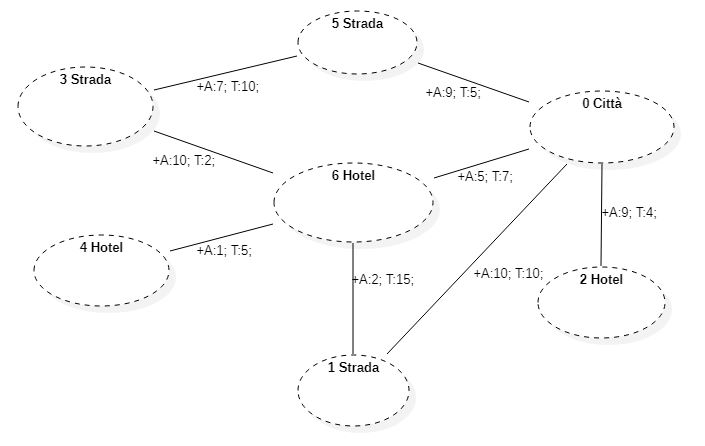 5 Strada
3 Strada
+A:7; T:10;
+A:9; T:5;
0 Città
+A:10; T:2;
6 Hotel
+A:5; T:7;
+A:9; T:4;
4 Hotel
+A:1; T:5;
+A:2; T:15;
+A:10; T:10;
2 Hotel
1 Strada